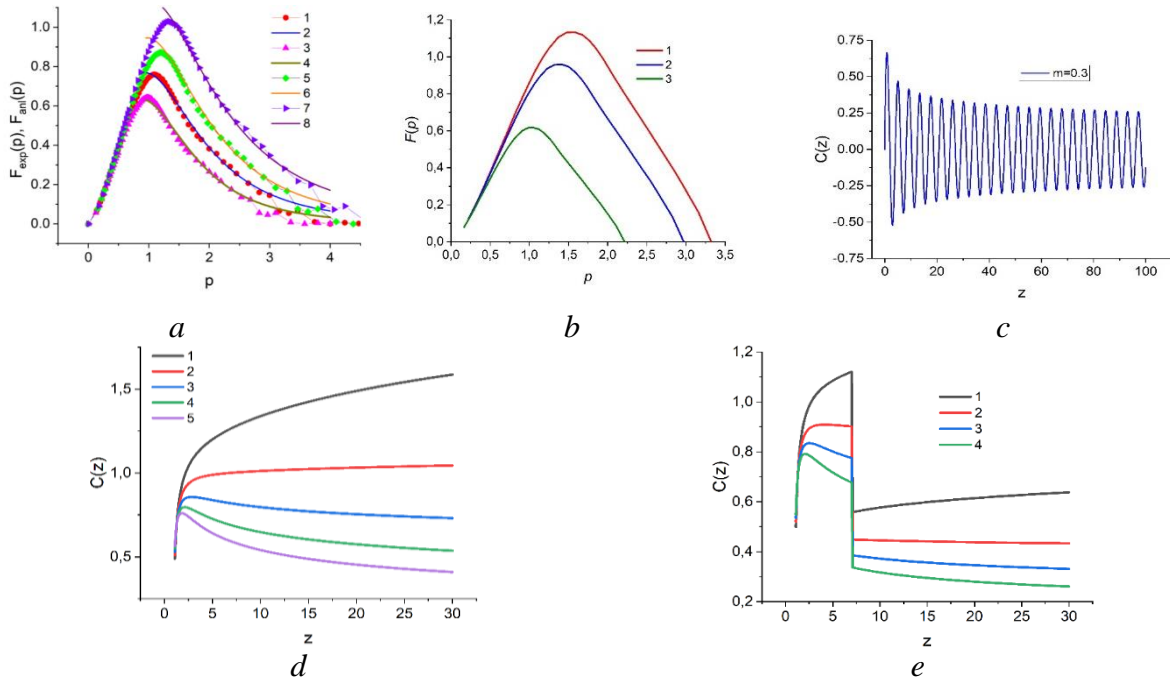 F_exp(p), F_anl(p)
1.0
0.8
0.6
0.4
0.2
0.0
0 1 2 3 4
p
1
2
3
4
5
6
7
8
a
F(p)
1,2
1,0
0,8
0,6
0,4
0,2
0,0
0,0 0,5 1,0 1,5 2,0 2,5 3,0 3,5
p
1
2
3
b
C(z)
0.75
0.50
0.25
0.00
-0.25
-0.50
-0.75
0 20 40 60 80 100
z
m=0.3
c
C(z)
1,5
1,0
0,5
0 5 10 15 20 25 30
z
1
2
3
4
5
d
C(z)
1,2
1,0
0,8
0,6
0,4
0,2
0 5 10 15 20 25 30
z
1
2
3
4
e